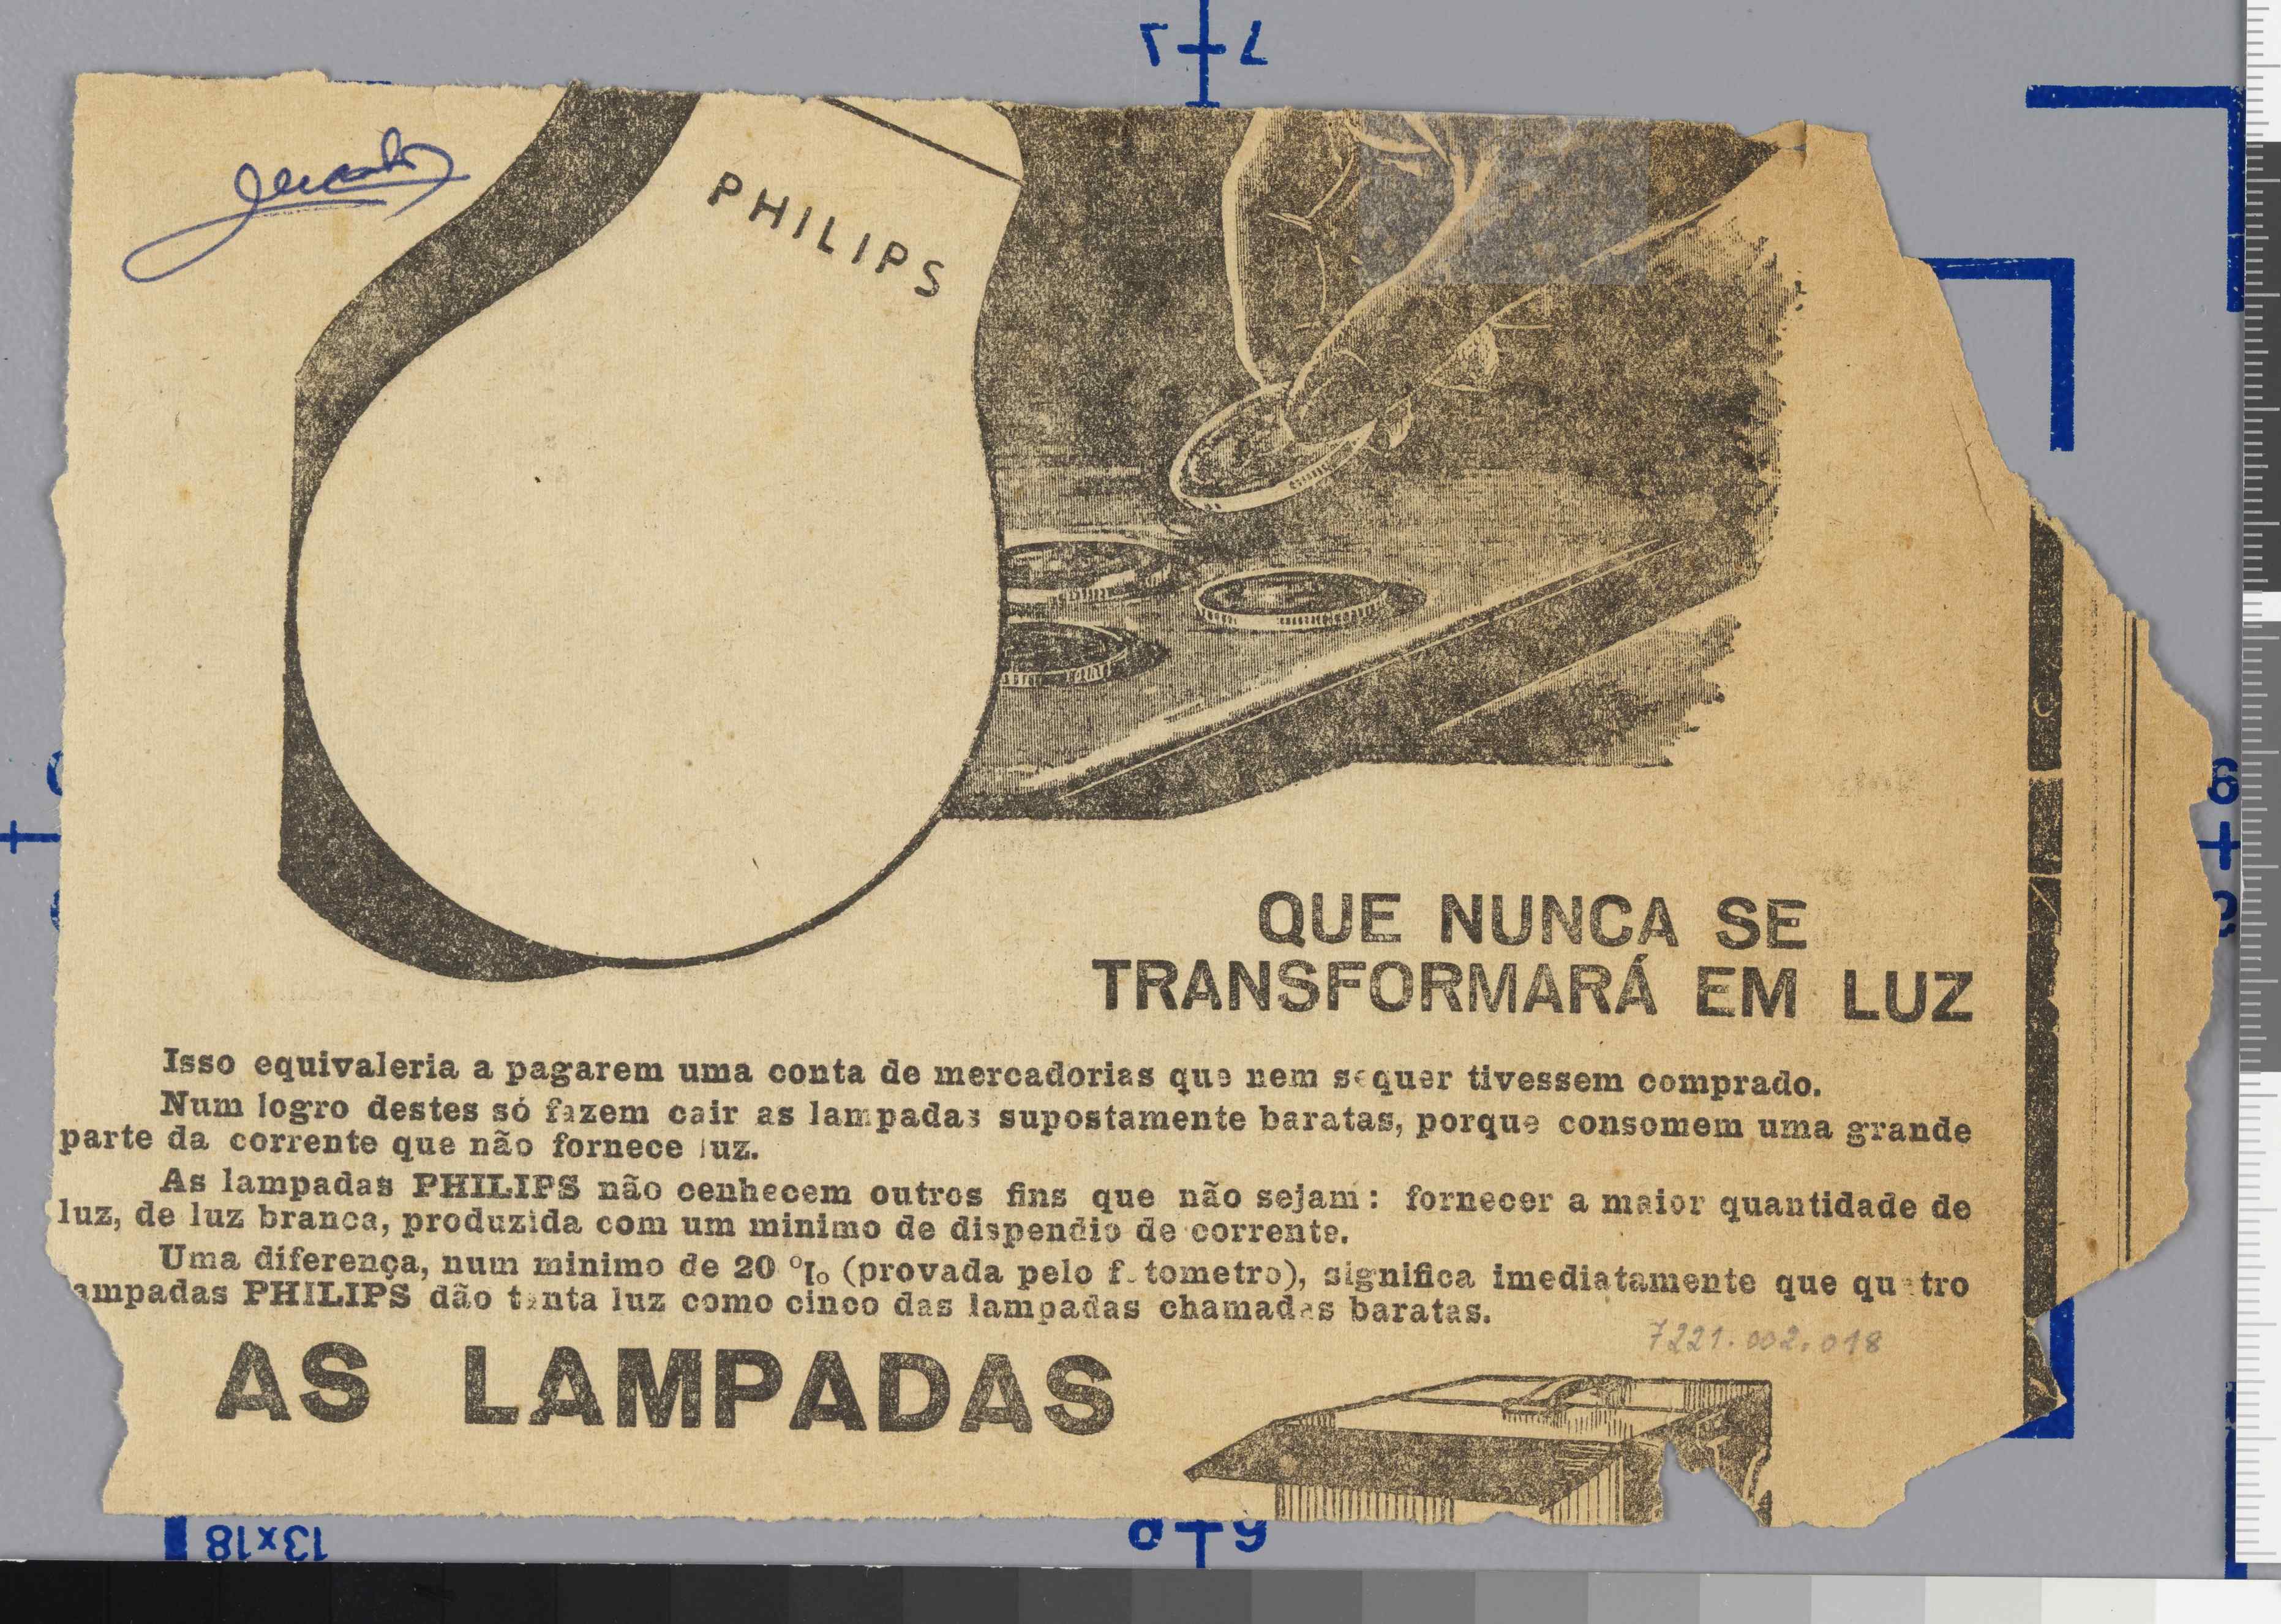 PHILIPS
QUE NUNCA SE
TRANSFORMARÁ EM LUZ
Isso equivaleria a pagarem uma conta de mercadorias que nem sequer tivessem comprado.
Num logro destes só fazem cair as lampadas supostamente baratas, porque consomem uma grande
parte da corrente que não fornece luz.
As lampadas PHILIPS não cenhecem outros fins que não sejam: fornecer a maior quantidade de
luz, de luz branca, produzida com um minimo de dispendio de corrente.
Uma diferença, num minimo de 20 % (provada pelo f tometro), significa imediatamente que quatro
ampadas PHILIPS dão tanta luz como cinco das lampadas chamadas baratas.
7221.002.018
AS LAMPADAS
13x18